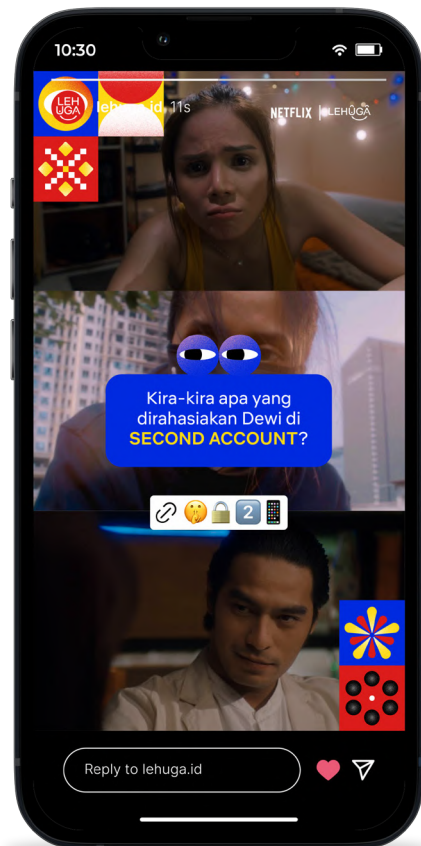 10:30
LEH
UGA
lehuga.id 11s
NETFLIX | LEHUGA
Kira-kira apa yang
dirahasiakan Dewi di
SECOND ACCOUNT?
2
Reply to lehuga.id